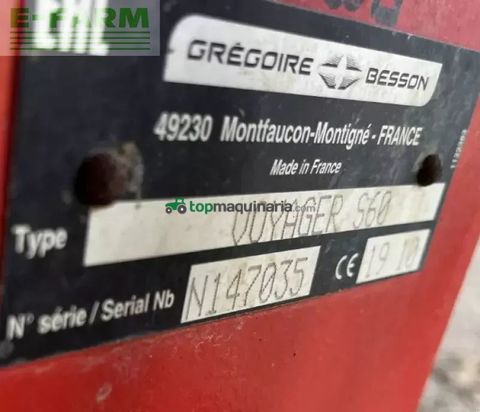 E-FARM
GRÉGOIRE BESSON
49230 Montfaucon-Montigné - FRANCE
Made in France
topmaquinaria.com
Type VOYAGER S60
N° série / Serial Nb N147035 CE 19 10